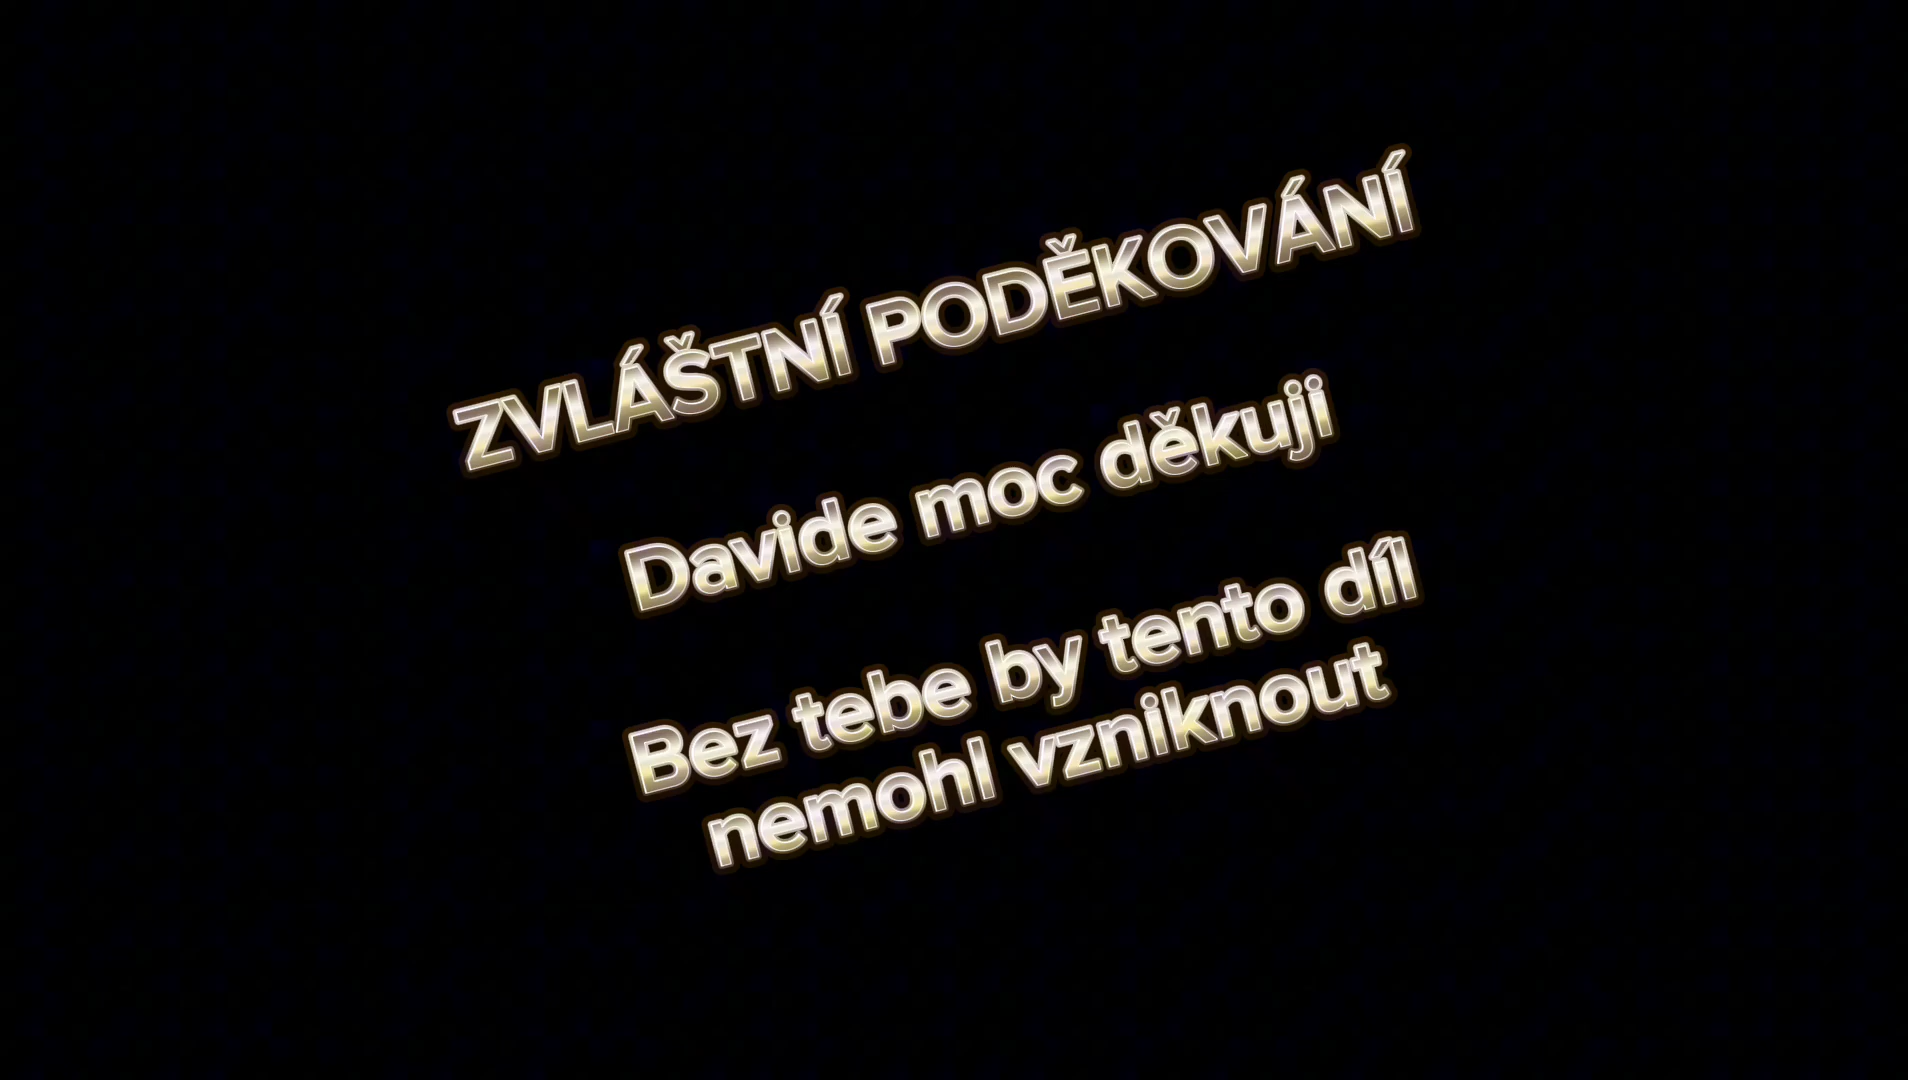 ZVLÁŠTNÍ PODĚKOVÁNÍ
Davide moc děkuji
Bez tebe by tento díl
nemohl vzniknout